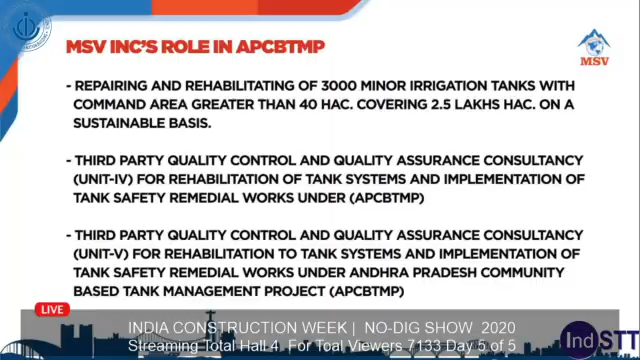 MSV INC'S ROLE IN APCBTMP
MSV
- REPAIRING AND REHABILITATING OF 3000 MINOR IRRIGATION TANKS WITH
COMMAND AREA GREATER THAN 40 HAC. COVERING 2.5 LAKHS HAC. ON A
SUSTAINABLE BASIS.
- THIRD PARTY QUALITY CONTROL AND QUALITY ASSURANCE CONSULTANCY
(UNIT-IV) FOR REHABILITATION OF TANK SYSTEMS AND IMPLEMENTATION OF
TANK SAFETY REMEDIAL WORKS UNDER (APCBTMP)
- THIRD PARTY QUALITY CONTROL AND QUALITY ASSURANCE CONSULTANCY
(UNIT-V) FOR REHABILITATION TO TANK SYSTEMS AND IMPLEMENTATION OF
TANK SAFETY REMEDIAL WORKS UNDER ANDHRA PRADESH COMMUNITY
BASED TANK MANAGEMENT PROJECT (APCBTMP)
LIVE
INDIA CONSTRUCTION WEEK | NO-DIG SHOW 2020
Streaming Total Hall 4 For Toal Viewers 7133 Day 5 of 5
IndSTT